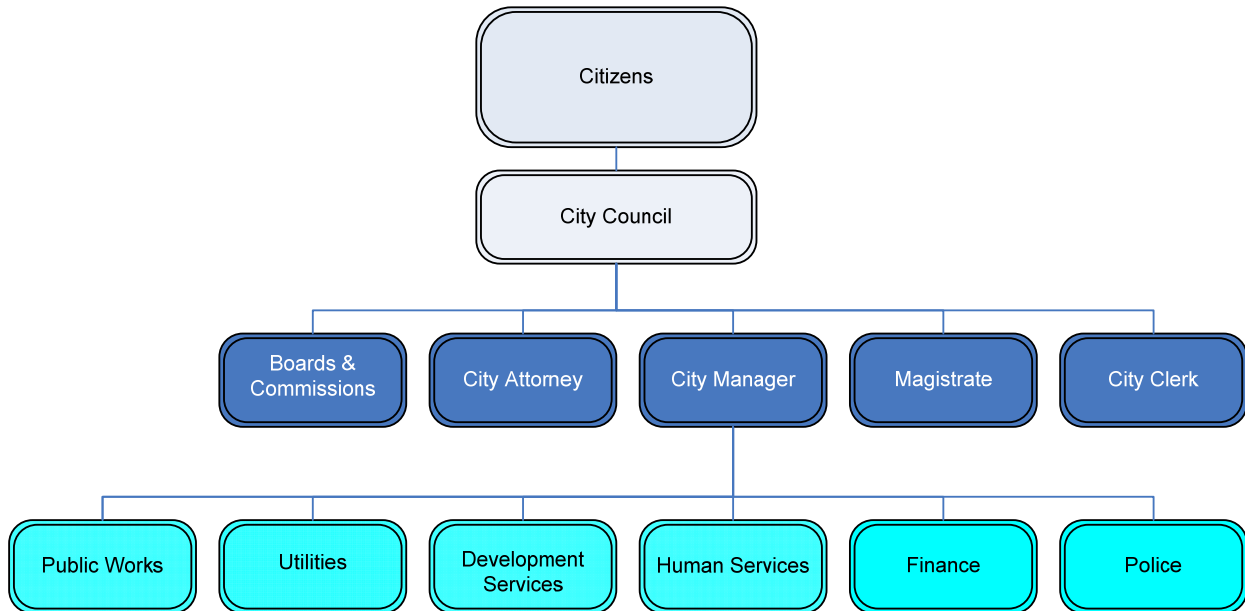 Citizens
City Council
Boards &
Commissions
City Attorney
City Manager
Magistrate
City Clerk
Public Works
Utilities
Development
Services
Human Services
Finance
Police